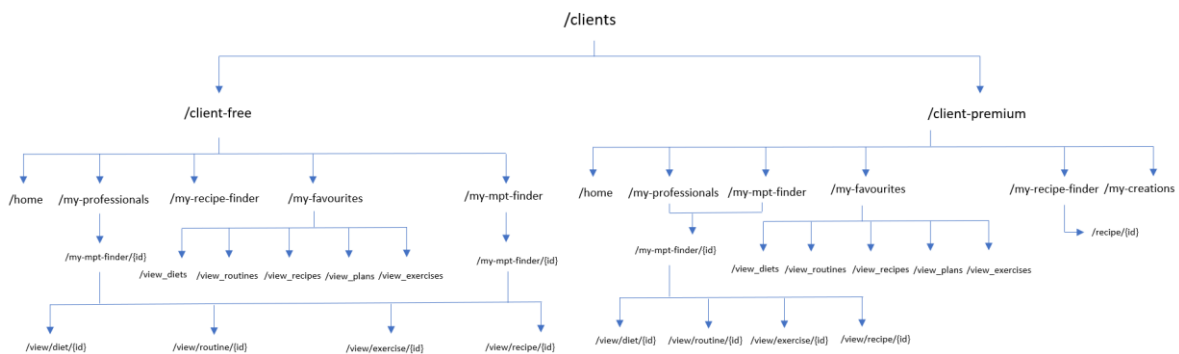 /clients
/client-free
/client-premium
/home /my-professionals /my-recipe-finder /my-favourites /my-mpt-finder
/home /my-professionals /my-mpt-finder /my-favourites /my-recipe-finder /my-creations
/my-mpt-finder/{id} /my-mpt-finder/{id}
/view_diets /view_routines /view_recipes /view_plans /view_exercises
/my-mpt-finder/{id} /recipe/{id}
/view_diets /view_routines /view_recipes /view_plans /view_exercises
/view/diet/{id} /view/routine/{id} /view/exercise/{id} /view/recipe/{id}
/view/diet/{id} /view/routine/{id} /view/exercise/{id} /view/recipe/{id}